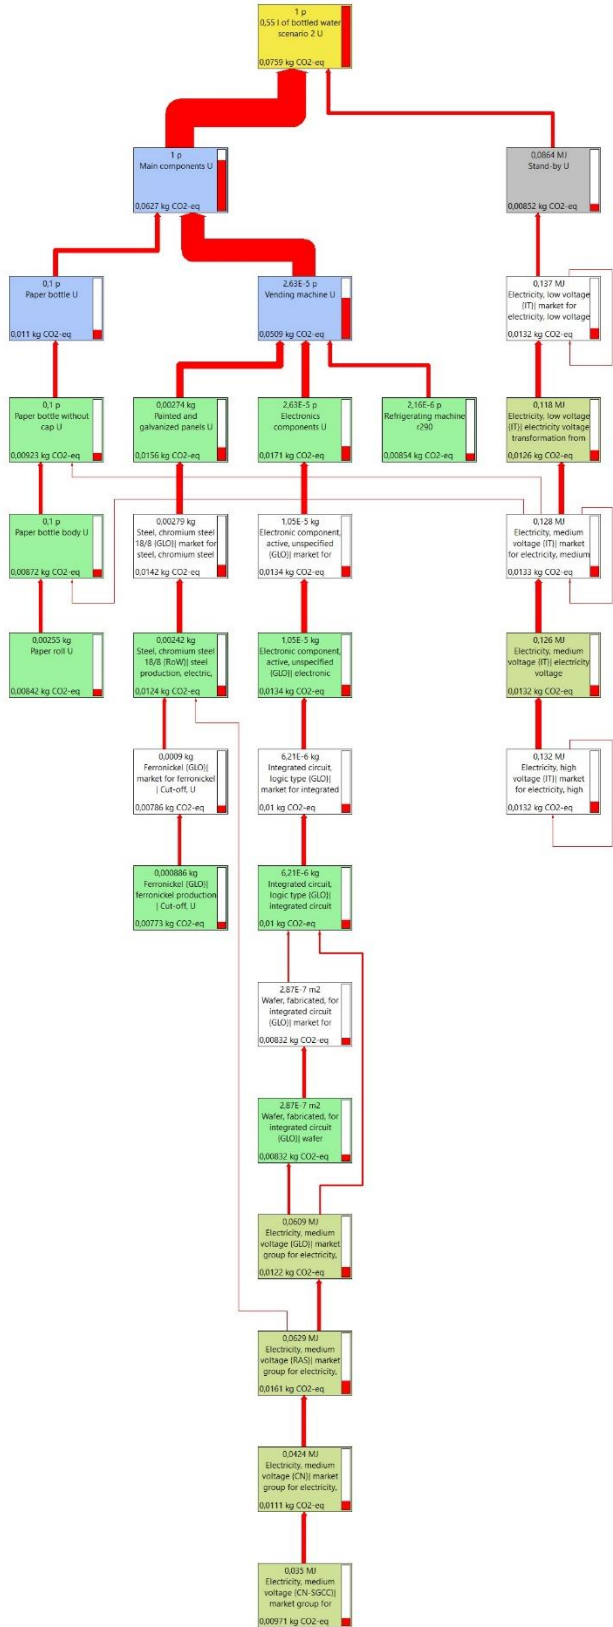 1 p
0,55 l of bottled water
scenario 2 U
0,0759 kg CO2-eq
1 p
Main components U
0,0627 kg CO2-eq
0,0864 MJ
Stand-by U
0,00852 kg CO2-eq
0,1 p
Paper bottle U
0,011 kg CO2-eq
2,63E-5 p
Vending machine U
0,0509 kg CO2-eq
0,137 MJ
Electricity, low voltage
{IT}| market for
electricity, low voltage
0,0132 kg CO2-eq
0,1 p
Paper bottle without
cap U
0,00923 kg CO2-eq
0,00274 kg
Painted and
galvanized panels U
0,0156 kg CO2-eq
2,63E-5 p
Electronics
components U
0,0171 kg CO2-eq
2,16E-6 p
Refrigerating machine
r290
0,00854 kg CO2-eq
0,118 MJ
Electricity, low voltage
{IT}| electricity voltage
transformation from
0,0126 kg CO2-eq
0,1 p
Paper bottle body U
0,00872 kg CO2-eq
0,00279 kg
Steel, chromium steel
18/8 {GLO}| market for
steel, chromium steel
0,0142 kg CO2-eq
1,05E-5 kg
Electronic component,
active, unspecified
{GLO}| market for
0,0134 kg CO2-eq
0,128 MJ
Electricity, medium
voltage {IT}| market
for electricity, medium
0,0133 kg CO2-eq
0,00255 kg
Paper roll U
0,00842 kg CO2-eq
0,00242 kg
Steel, chromium steel
18/8 {RoW}| steel
production, electric,
0,0124 kg CO2-eq
1,05E-5 kg
Electronic component,
active, unspecified
{GLO}| electronic
0,0134 kg CO2-eq
0,126 MJ
Electricity, medium
voltage {IT}| electricity
voltage
0,0132 kg CO2-eq
0,0009 kg
Ferronickel {GLO}|
market for ferronickel
| Cut-off, U
0,00786 kg CO2-eq
6,21E-6 kg
Integrated circuit,
logic type {GLO}|
market for integrated
0,01 kg CO2-eq
0,132 MJ
Electricity, high
voltage {IT}| market
for electricity, high
0,0132 kg CO2-eq
0,000886 kg
Ferronickel {GLO}|
ferronickel production
| Cut-off, U
0,00773 kg CO2-eq
6,21E-6 kg
Integrated circuit,
logic type {GLO}|
integrated circuit
0,01 kg CO2-eq
2,87E-7 m2
Wafer, fabricated, for
integrated circuit
{GLO}| market for
0,00832 kg CO2-eq
2,87E-7 m2
Wafer, fabricated, for
integrated circuit
{GLO}| wafer
0,00832 kg CO2-eq
0,0609 MJ
Electricity, medium
voltage {GLO}| market
group for electricity,
0,0122 kg CO2-eq
0,0629 MJ
Electricity, medium
voltage {RAS}| market
group for electricity,
0,0161 kg CO2-eq
0,0424 MJ
Electricity, medium
voltage {CN}| market
group for electricity,
0,0111 kg CO2-eq
0,035 MJ
Electricity, medium
voltage {CN-SGCC}|
market group for
0,00971 kg CO2-eq